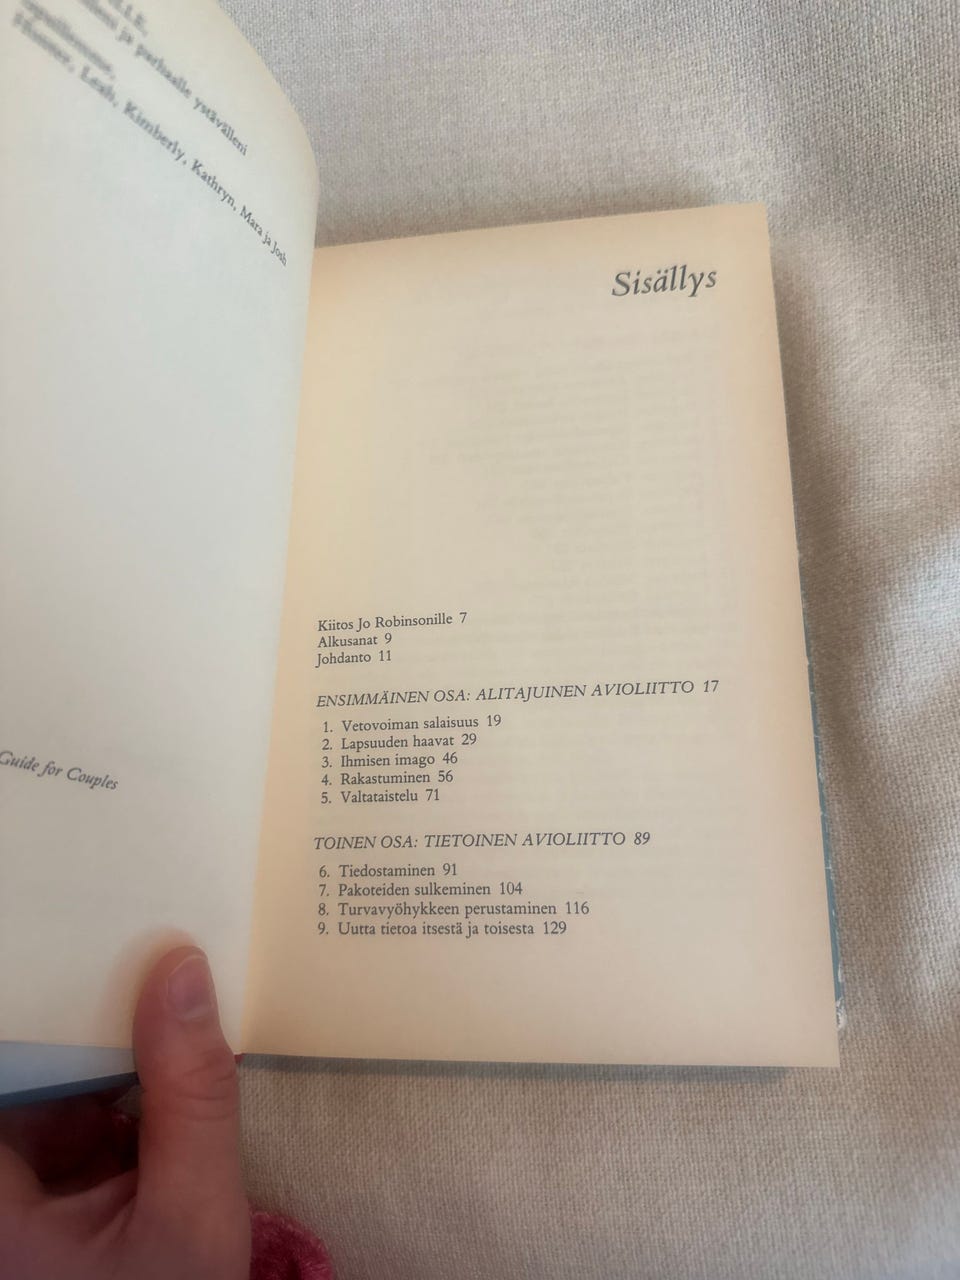 ja perhaalle ystävälleni
Leah, Kimberly, Kathryn, Mara ja Josh
Guide for Couples
Sisällys
Kiitos Jo Robinsonille 7
Alkusanat 9
Johdanto 11
ENSIMMÄINEN OSA: ALITAJUINEN AVIOLIITTO 17
1. Vetovoiman salaisuus 19
2. Lapsuuden haavat 29
3. Ihmisen imago 46
4. Rakastuminen 56
5. Valtataistelu 71
TOINEN OSA: TIETOINEN AVIOLIITTO 89
6. Tiedostaminen 91
7. Pakoteiden sulkeminen 104
8. Turvavyöhykkeen perustaminen 116
9. Uutta tietoa itsestä ja toisesta 129